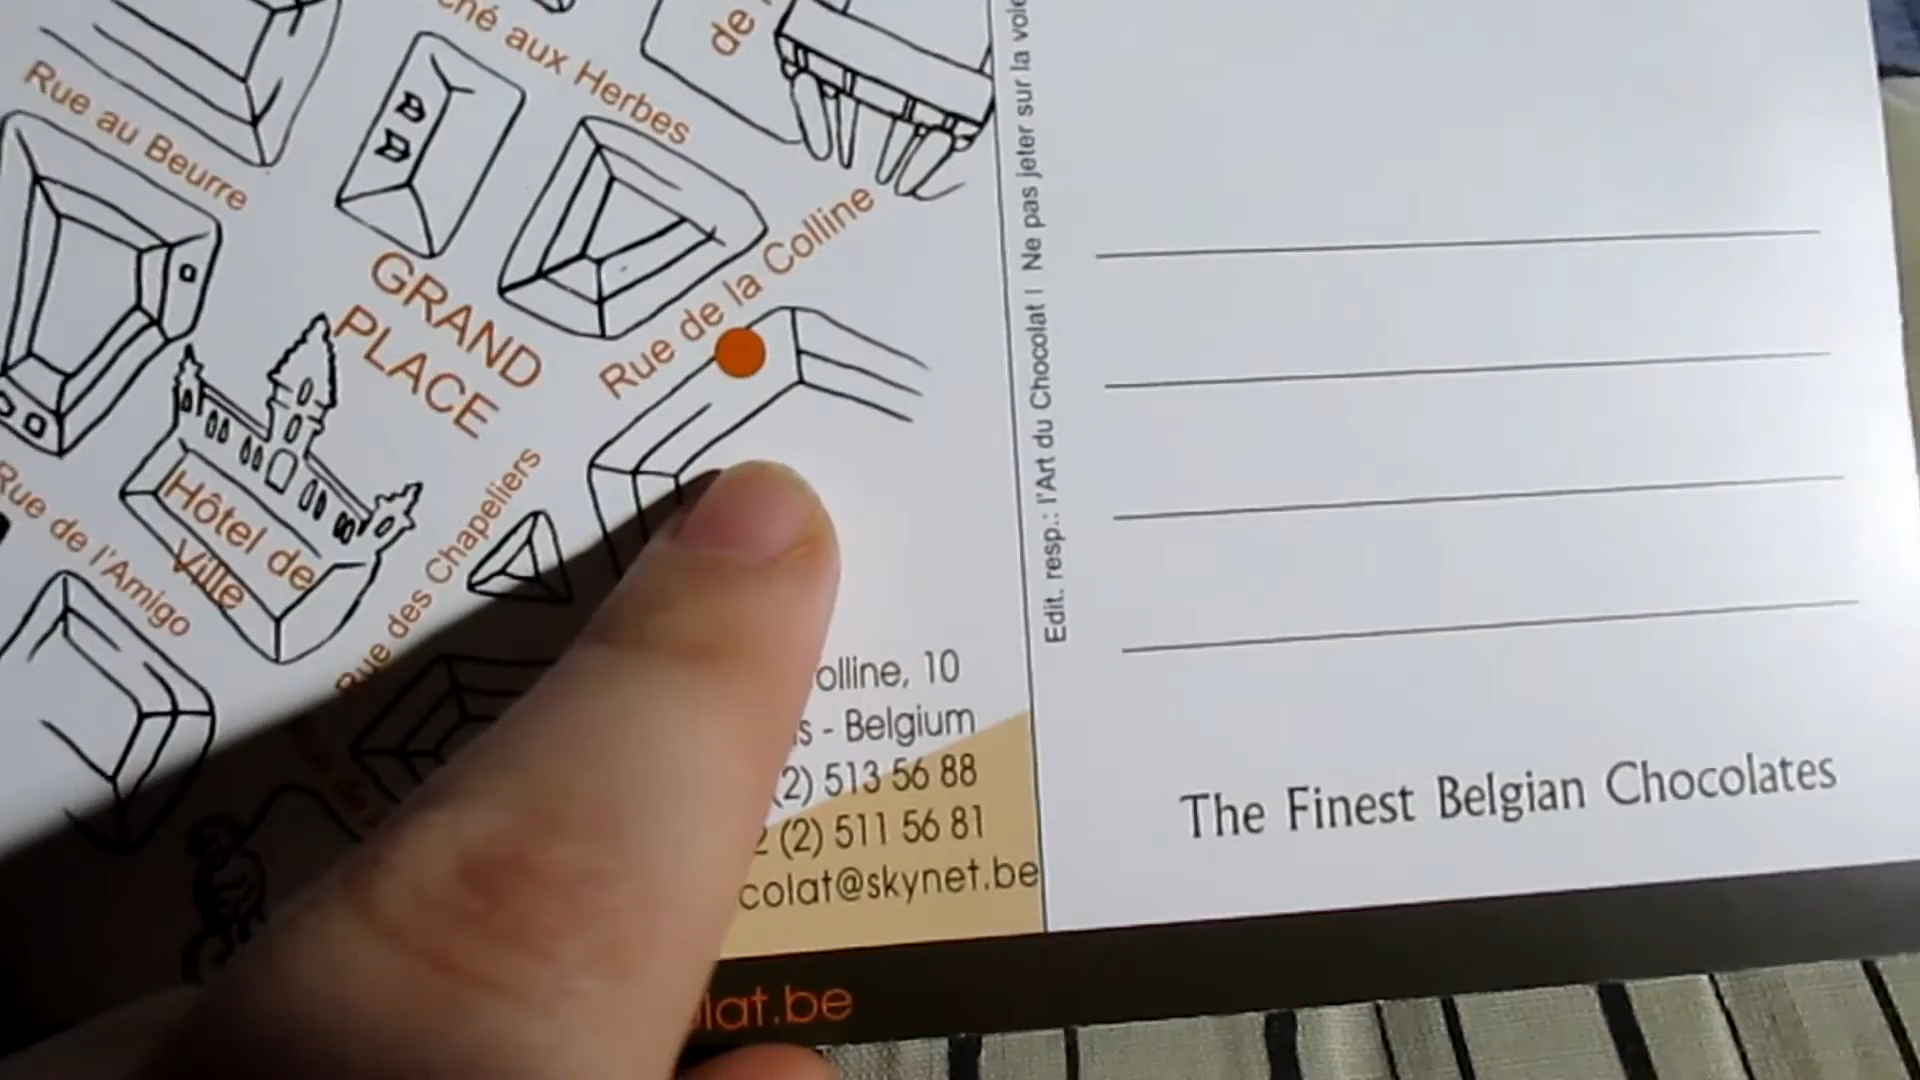 ché aux Herbes
de
Rue au Beurre
Rue de la Colline
GRAND
PLACE
Hôtel de
Ville
Rue de l'Amigo
Rue des Chapeliers
olline, 10
s - Belgium
(2) 513 56 88
2 (2) 511 56 81
colat@skynet.be
lat.be
Edit. resp.: l'Art du Chocolat I Ne pas jeter sur la voie
The Finest Belgian Chocolates